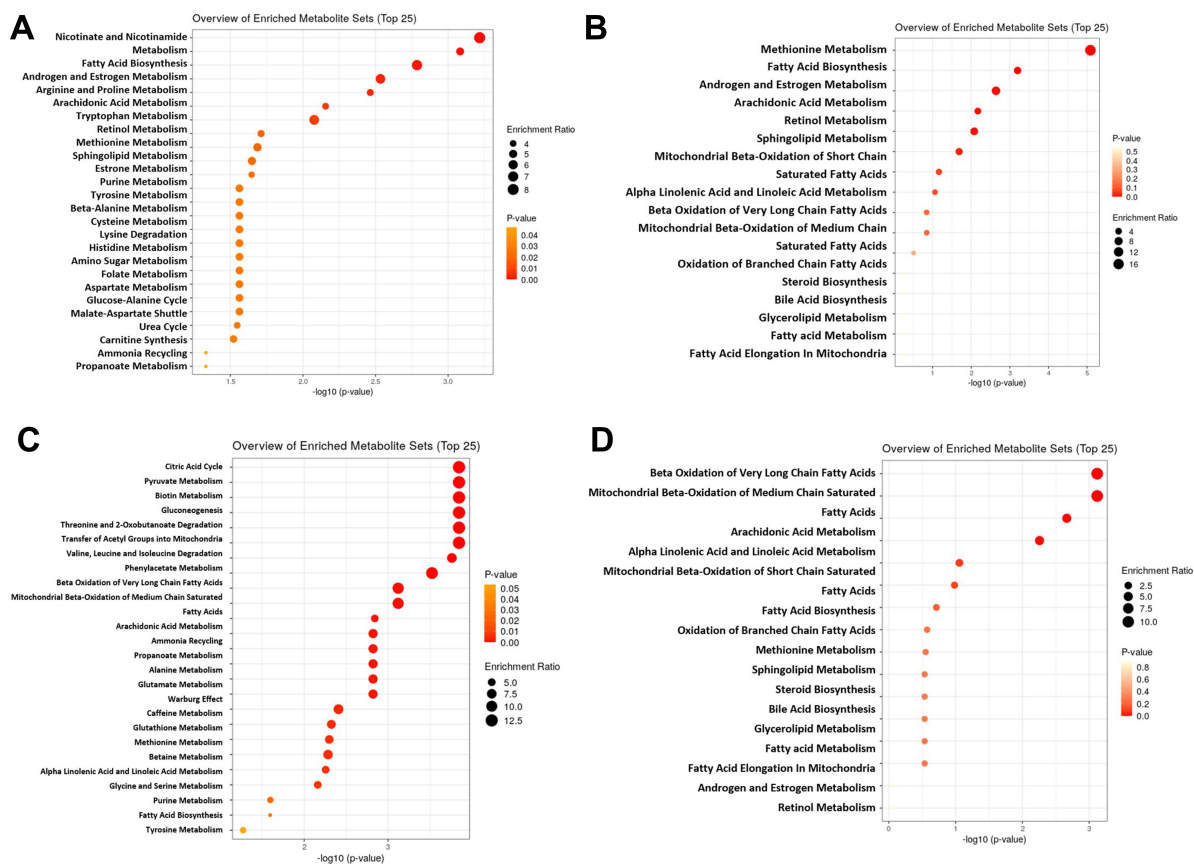 A
Overview of Enriched Metabolite Sets (Top 25)
Nicotinate and Nicotinamide
Metabolism
Fatty Acid Biosynthesis
Androgen and Estrogen Metabolism
Arginine and Proline Metabolism
Arachidonic Acid Metabolism
Tryptophan Metabolism
Retinol Metabolism
Methionine Metabolism
Sphingolipid Metabolism
Estrone Metabolism
Purine Metabolism
Tyrosine Metabolism
Beta-Alanine Metabolism
Cysteine Metabolism
Lysine Degradation
Histidine Metabolism
Amino Sugar Metabolism
Folate Metabolism
Aspartate Metabolism
Glucose-Alanine Cycle
Malate-Aspartate Shuttle
Urea Cycle
Carnitine Synthesis
Ammonia Recycling
Propanoate Metabolism
1.5 2.0 2.5 3.0
-log10 (p-value)
Enrichment Ratio
4
5
6
7
8
P-value
0.04
0.03
0.02
0.01
0.00
B
Overview of Enriched Metabolite Sets (Top 25)
Methionine Metabolism
Fatty Acid Biosynthesis
Androgen and Estrogen Metabolism
Arachidonic Acid Metabolism
Retinol Metabolism
Sphingolipid Metabolism
Mitochondrial Beta-Oxidation of Short Chain
Saturated Fatty Acids
Alpha Linolenic Acid and Linoleic Acid Metabolism
Beta Oxidation of Very Long Chain Fatty Acids
Mitochondrial Beta-Oxidation of Medium Chain
Saturated Fatty Acids
Oxidation of Branched Chain Fatty Acids
Steroid Biosynthesis
Bile Acid Biosynthesis
Glycerolipid Metabolism
Fatty acid Metabolism
Fatty Acid Elongation In Mitochondria
1 2 3 4 5
-log10 (p-value)
P-value
0.5
0.4
0.3
0.2
0.1
0.0
Enrichment Ratio
4
8
12
16
C
Overview of Enriched Metabolite Sets (Top 25)
Citric Acid Cycle
Pyruvate Metabolism
Biotin Metabolism
Gluconeogenesis
Threonine and 2-Oxobutanoate Degradation
Transfer of Acetyl Groups into Mitochondria
Valine, Leucine and Isoleucine Degradation
Phenylacetate Metabolism
Beta Oxidation of Very Long Chain Fatty Acids
Mitochondrial Beta-Oxidation of Medium Chain Saturated
Fatty Acids
Arachidonic Acid Metabolism
Ammonia Recycling
Propanoate Metabolism
Alanine Metabolism
Glutamate Metabolism
Warburg Effect
Caffeine Metabolism
Glutathione Metabolism
Methionine Metabolism
Betaine Metabolism
Alpha Linolenic Acid and Linoleic Acid Metabolism
Glycine and Serine Metabolism
Purine Metabolism
Fatty Acid Biosynthesis
Tyrosine Metabolism
2 3
-log10 (p-value)
P-value
0.05
0.04
0.03
0.02
0.01
0.00
Enrichment Ratio
5.0
7.5
10.0
12.5
D
Overview of Enriched Metabolite Sets (Top 25)
Beta Oxidation of Very Long Chain Fatty Acids
Mitochondrial Beta-Oxidation of Medium Chain Saturated
Fatty Acids
Arachidonic Acid Metabolism
Alpha Linolenic Acid and Linoleic Acid Metabolism
Mitochondrial Beta-Oxidation of Short Chain Saturated
Fatty Acids
Fatty Acid Biosynthesis
Oxidation of Branched Chain Fatty Acids
Methionine Metabolism
Sphingolipid Metabolism
Steroid Biosynthesis
Bile Acid Biosynthesis
Glycerolipid Metabolism
Fatty acid Metabolism
Fatty Acid Elongation In Mitochondria
Androgen and Estrogen Metabolism
Retinol Metabolism
0 1 2 3
-log10 (p-value)
Enrichment Ratio
2.5
5.0
7.5
10.0
P-value
0.8
0.6
0.4
0.2
0.0